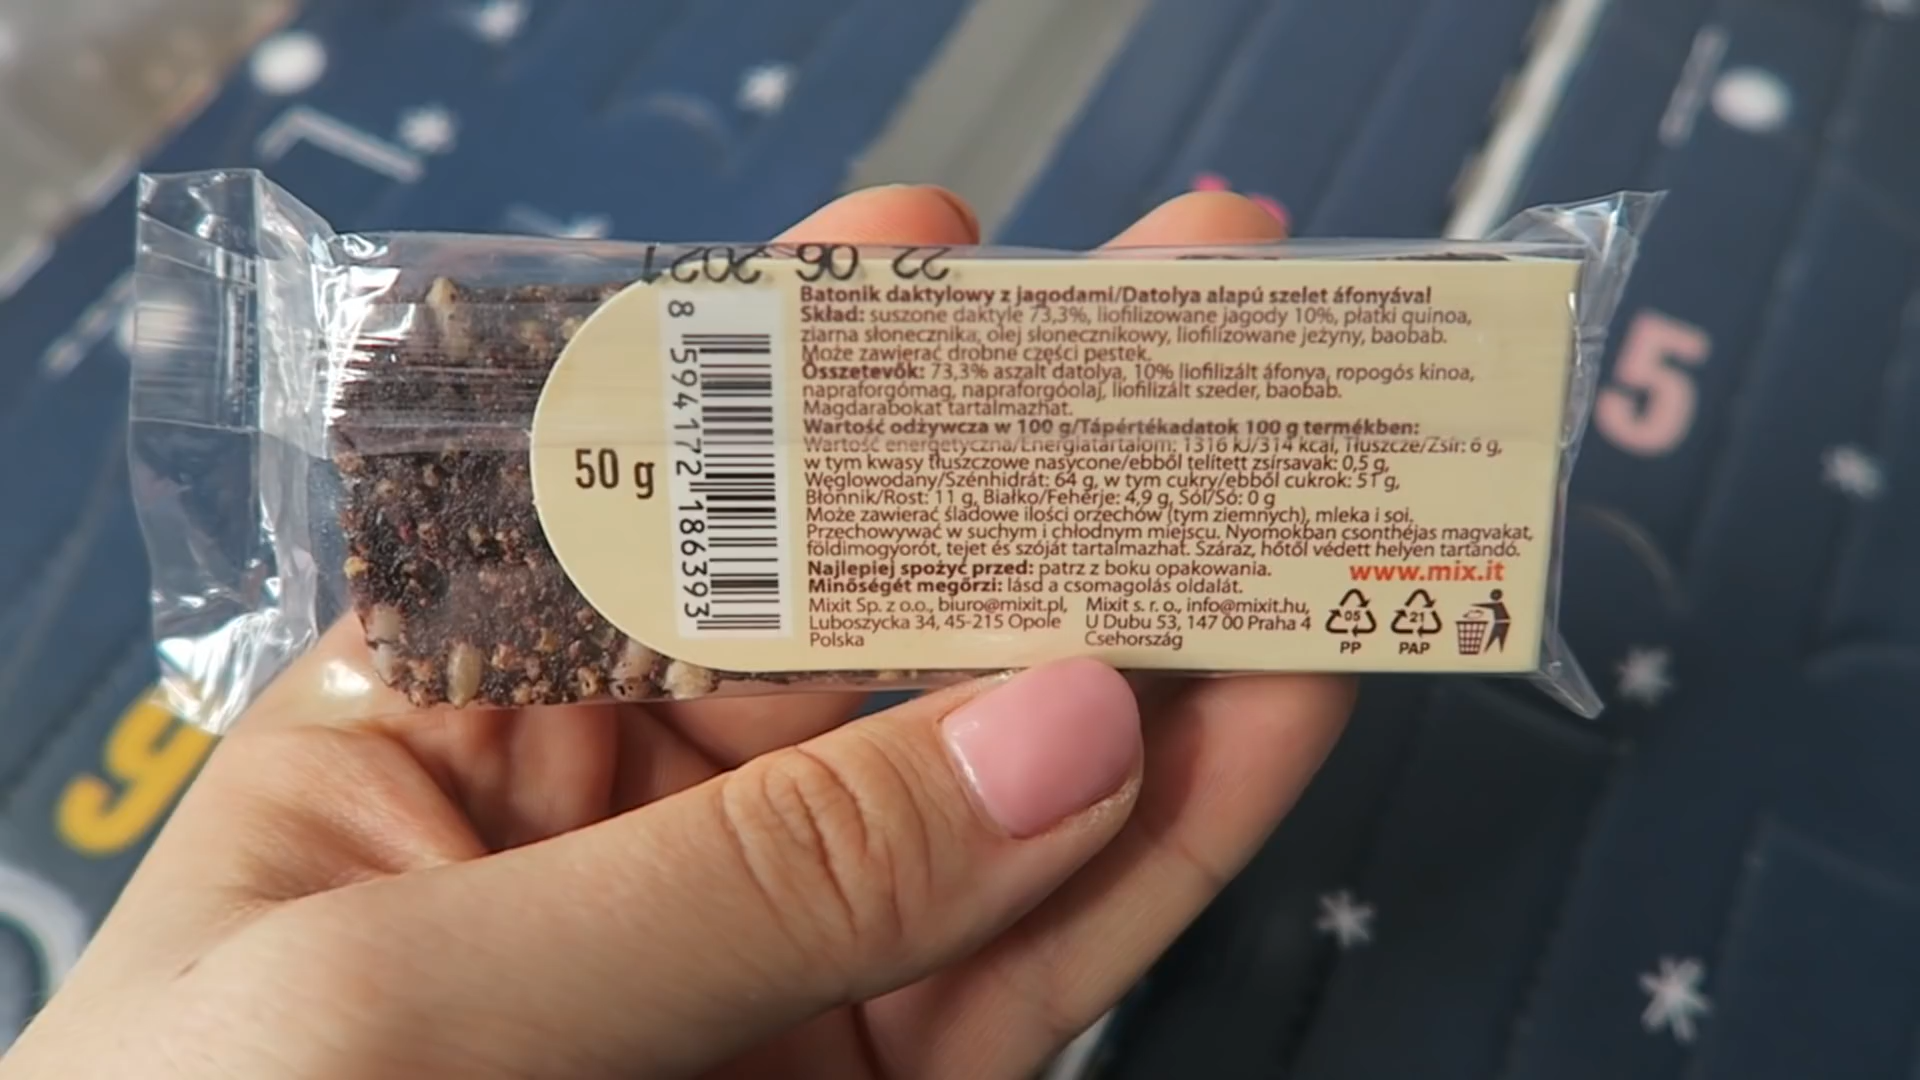 22 06 2021
8 594172 186393
50 g
Batonik daktylowy z jagodami/Datolya alapú szelet áfonyával
Skład: suszone daktyle 73,3%, liofilizowane jagody 10%, płatki quinoa,
ziarna słonecznika, olej słonecznikowy, liofilizowane jeżyny, baobab.
Może zawierać drobne części pestek.
Összetevők: 73,3% aszalt datolya, 10% liofilizált áfonya, ropogós kinoa,
napraforgómag, napraforgóolaj, liofilizált szeder, baobab.
Magdarabokat tartalmazhat.
Wartość odżywcza w 100 g/Tápértékadatok 100 g termékben:
Wartość energetyczna/Energiatartalom: 1316 kJ/314 kcal, Tłuszcze/Zsír: 6 g,
w tym kwasy tłuszczowe nasycone/ebből telített zsírsavak: 0,5 g,
Węglowodany/Szénhidrát: 64 g, w tym cukry/ebből cukrok: 51 g,
Błonnik/Rost: 11 g, Białko/Fehérje: 4,9 g, Sól/Só: 0 g
Może zawierać śladowe ilości orzechów (tym ziemnych), mleka i soi.
Przechowywać w suchym i chłodnym miejscu. Nyomokban csonthéjas magvakat,
földimogyorót, tejet és szóját tartalmazhat. Száraz, hőtől védett helyen tartandó.
Najlepiej spożyć przed: patrz z boku opakowania.
Minőségét megőrzi: lásd a csomagolás oldalát.
www.mix.it
Mixit Sp. z o.o., biuro@mixit.pl,
Luboszycka 34, 45-215 Opole
Polska
Mixit s. r. o., info@mixit.hu,
U Dubu 53, 147 00 Praha 4
Csehország
05
PP
21
PAP
5
9